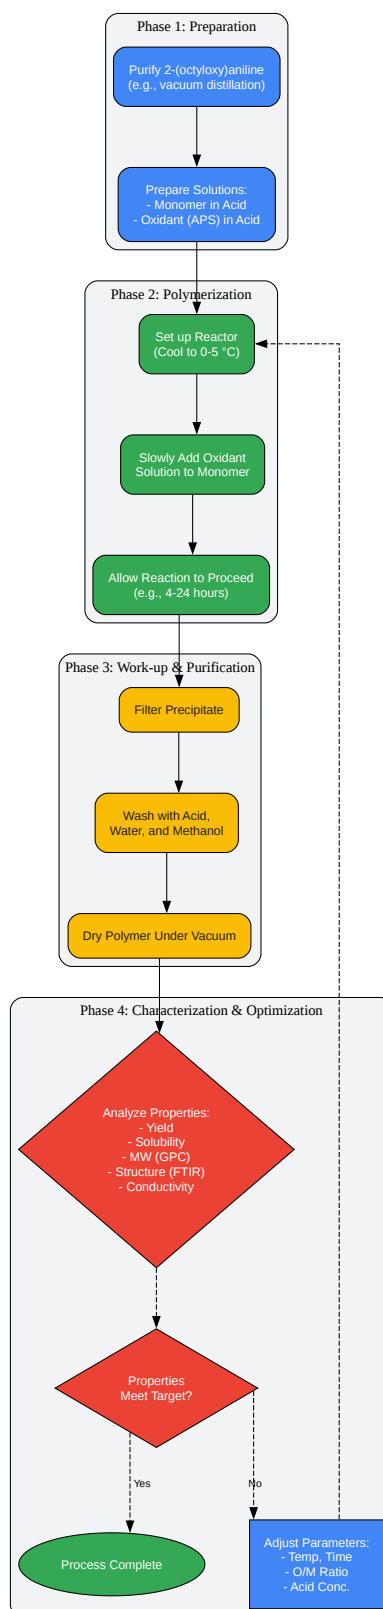 Phase 1: Preparation
Purify 2-(octyloxy)aniline
(e.g., vacuum distillation)
Prepare Solutions:
- Monomer in Acid
- Oxidant (APS) in Acid
Phase 2: Polymerization
Set up Reactor
(Cool to 0-5 °C)
Slowly Add Oxidant
Solution to Monomer
Allow Reaction to Proceed
(e.g., 4-24 hours)
Phase 3: Work-up & Purification
Filter Precipitate
Wash with Acid,
Water, and Methanol
Dry Polymer Under Vacuum
Phase 4: Characterization & Optimization
Analyze Properties:
- Yield
- Solubility
- MW (GPC)
- Structure (FTIR)
- Conductivity
Properties
Meet Target?
Yes
No
Process Complete
Adjust Parameters:
- Temp, Time
- O/M Ratio
- Acid Conc.